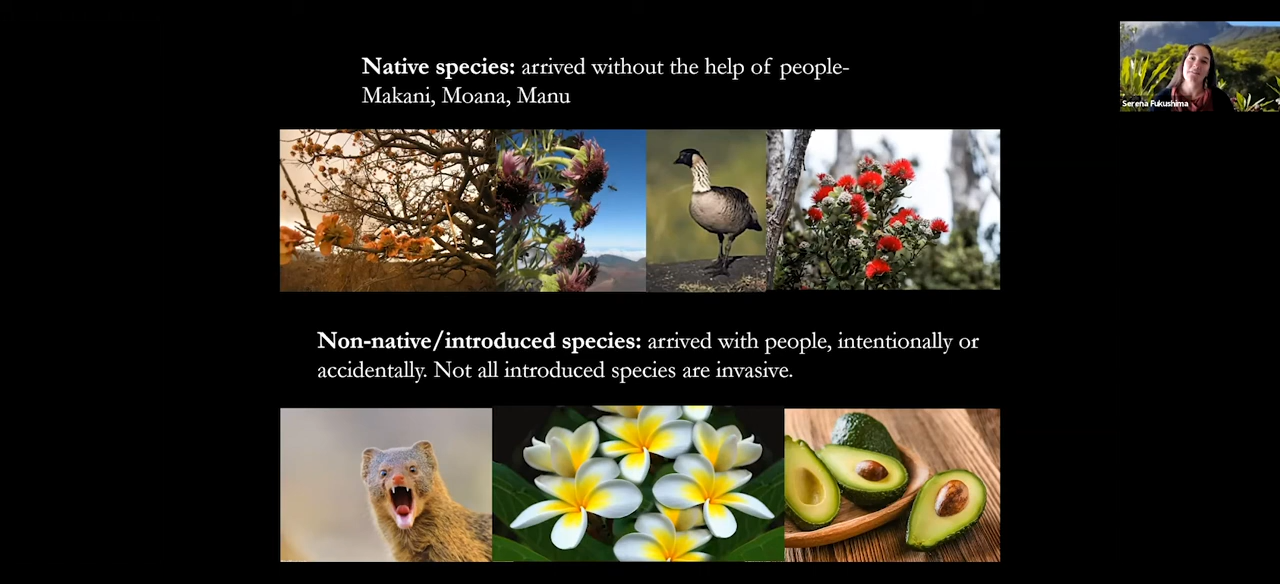 Native species: arrived without the help of people-
Makani, Moana, Manu
Serena Fukushima
Non-native/introduced species: arrived with people, intentionally or
accidentally. Not all introduced species are invasive.